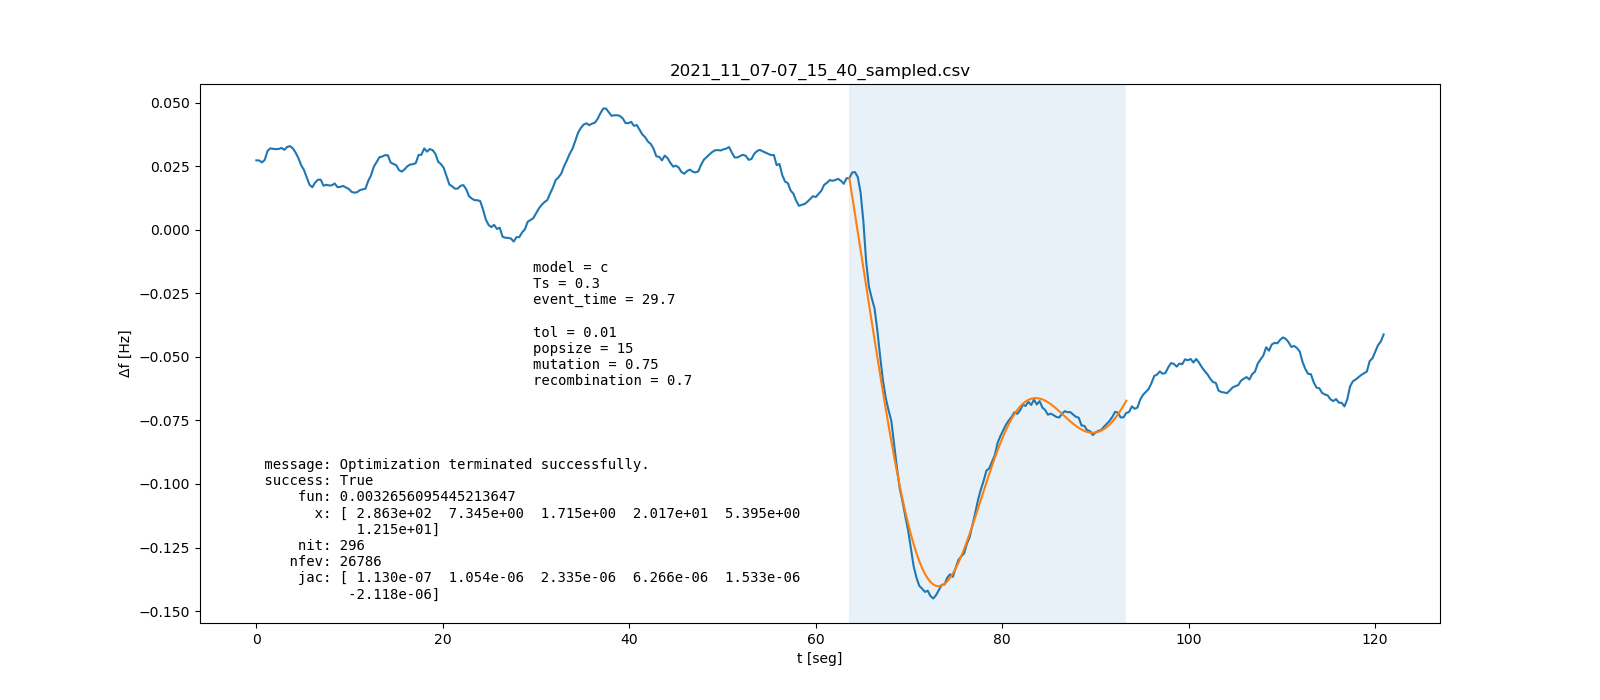 2021_11_07-07_15_40_sampled.csv
0.050
0.025
0.000
−0.025
−0.050
−0.075
−0.100
−0.125
−0.150
Δf [Hz]
model = c
Ts = 0.3
event_time = 29.7
tol = 0.01
popsize = 15
mutation = 0.75
recombination = 0.7
message: Optimization terminated successfully.
success: True
fun: 0.0032656095445213647
x: [ 2.863e+02 7.345e+00 1.715e+00 2.017e+01 5.395e+00
1.215e+01]
nit: 296
nfev: 26786
jac: [ 1.130e-07 1.054e-06 2.335e-06 6.266e-06 1.533e-06
-2.118e-06]
0 20 40 60 80 100 120
t [seg]